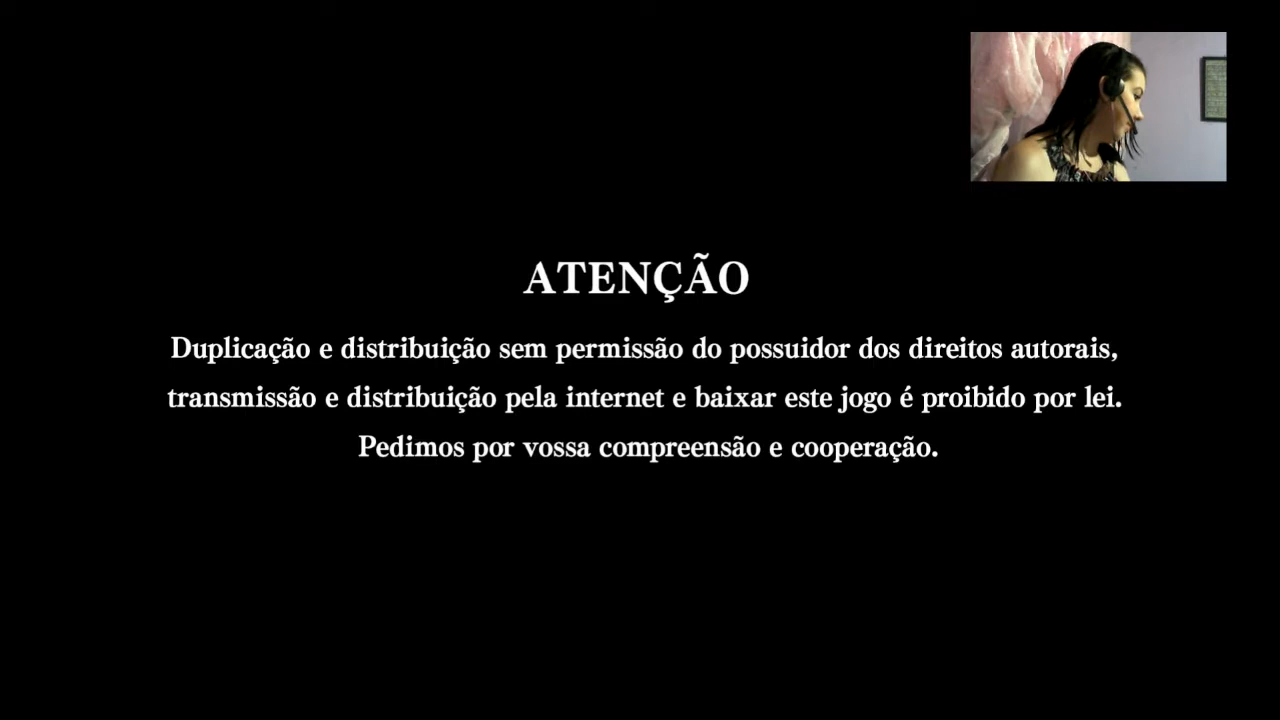 ATENÇÃO
Duplicação e distribuição sem permissão do possuidor dos direitos autorais,
transmissão e distribuição pela internet e baixar este jogo é proibido por lei.
Pedimos por vossa compreensão e cooperação.